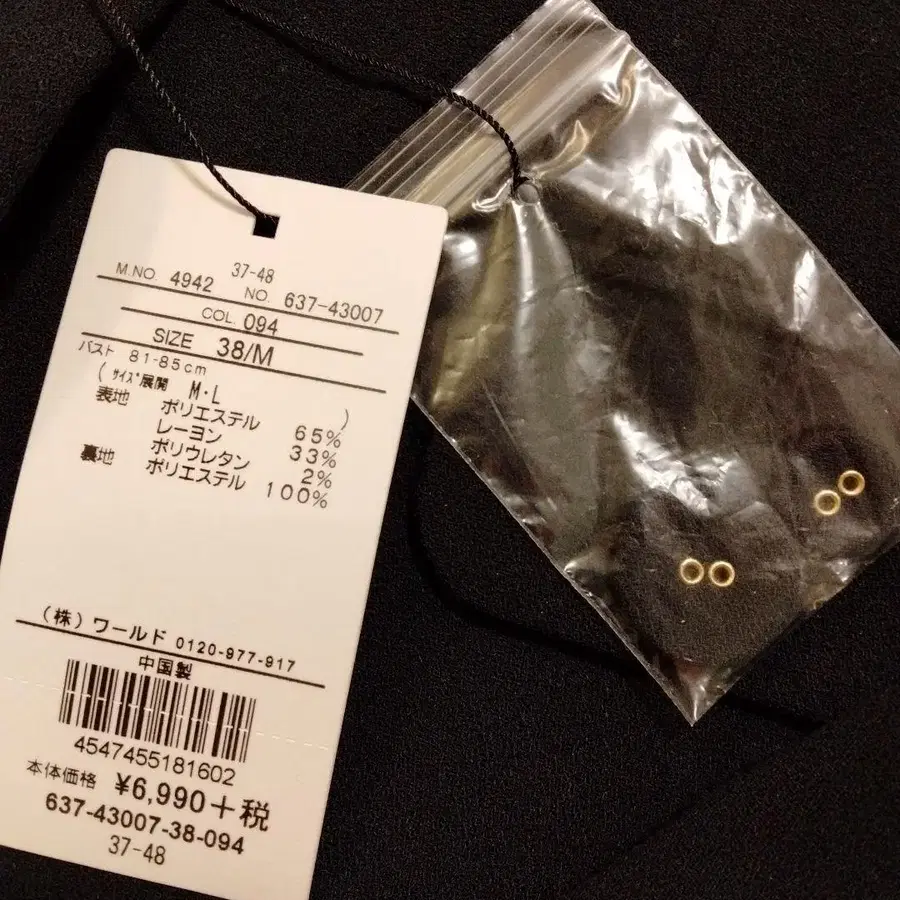 37-48
M.NO. 4942 NO. 637-43007
COL. 094
SIZE 38/M
バスト 81-85cm
(ｻｲｽﾞ展開 M・L )
表地 ポリエステル 65%
レーヨン 33%
ポリウレタン 2%
裏地 ポリエステル 100%
(株)ワールド 0120-977-917
中国製
4547455181602
本体価格 ¥6,990+税
637-43007-38-094
37-48